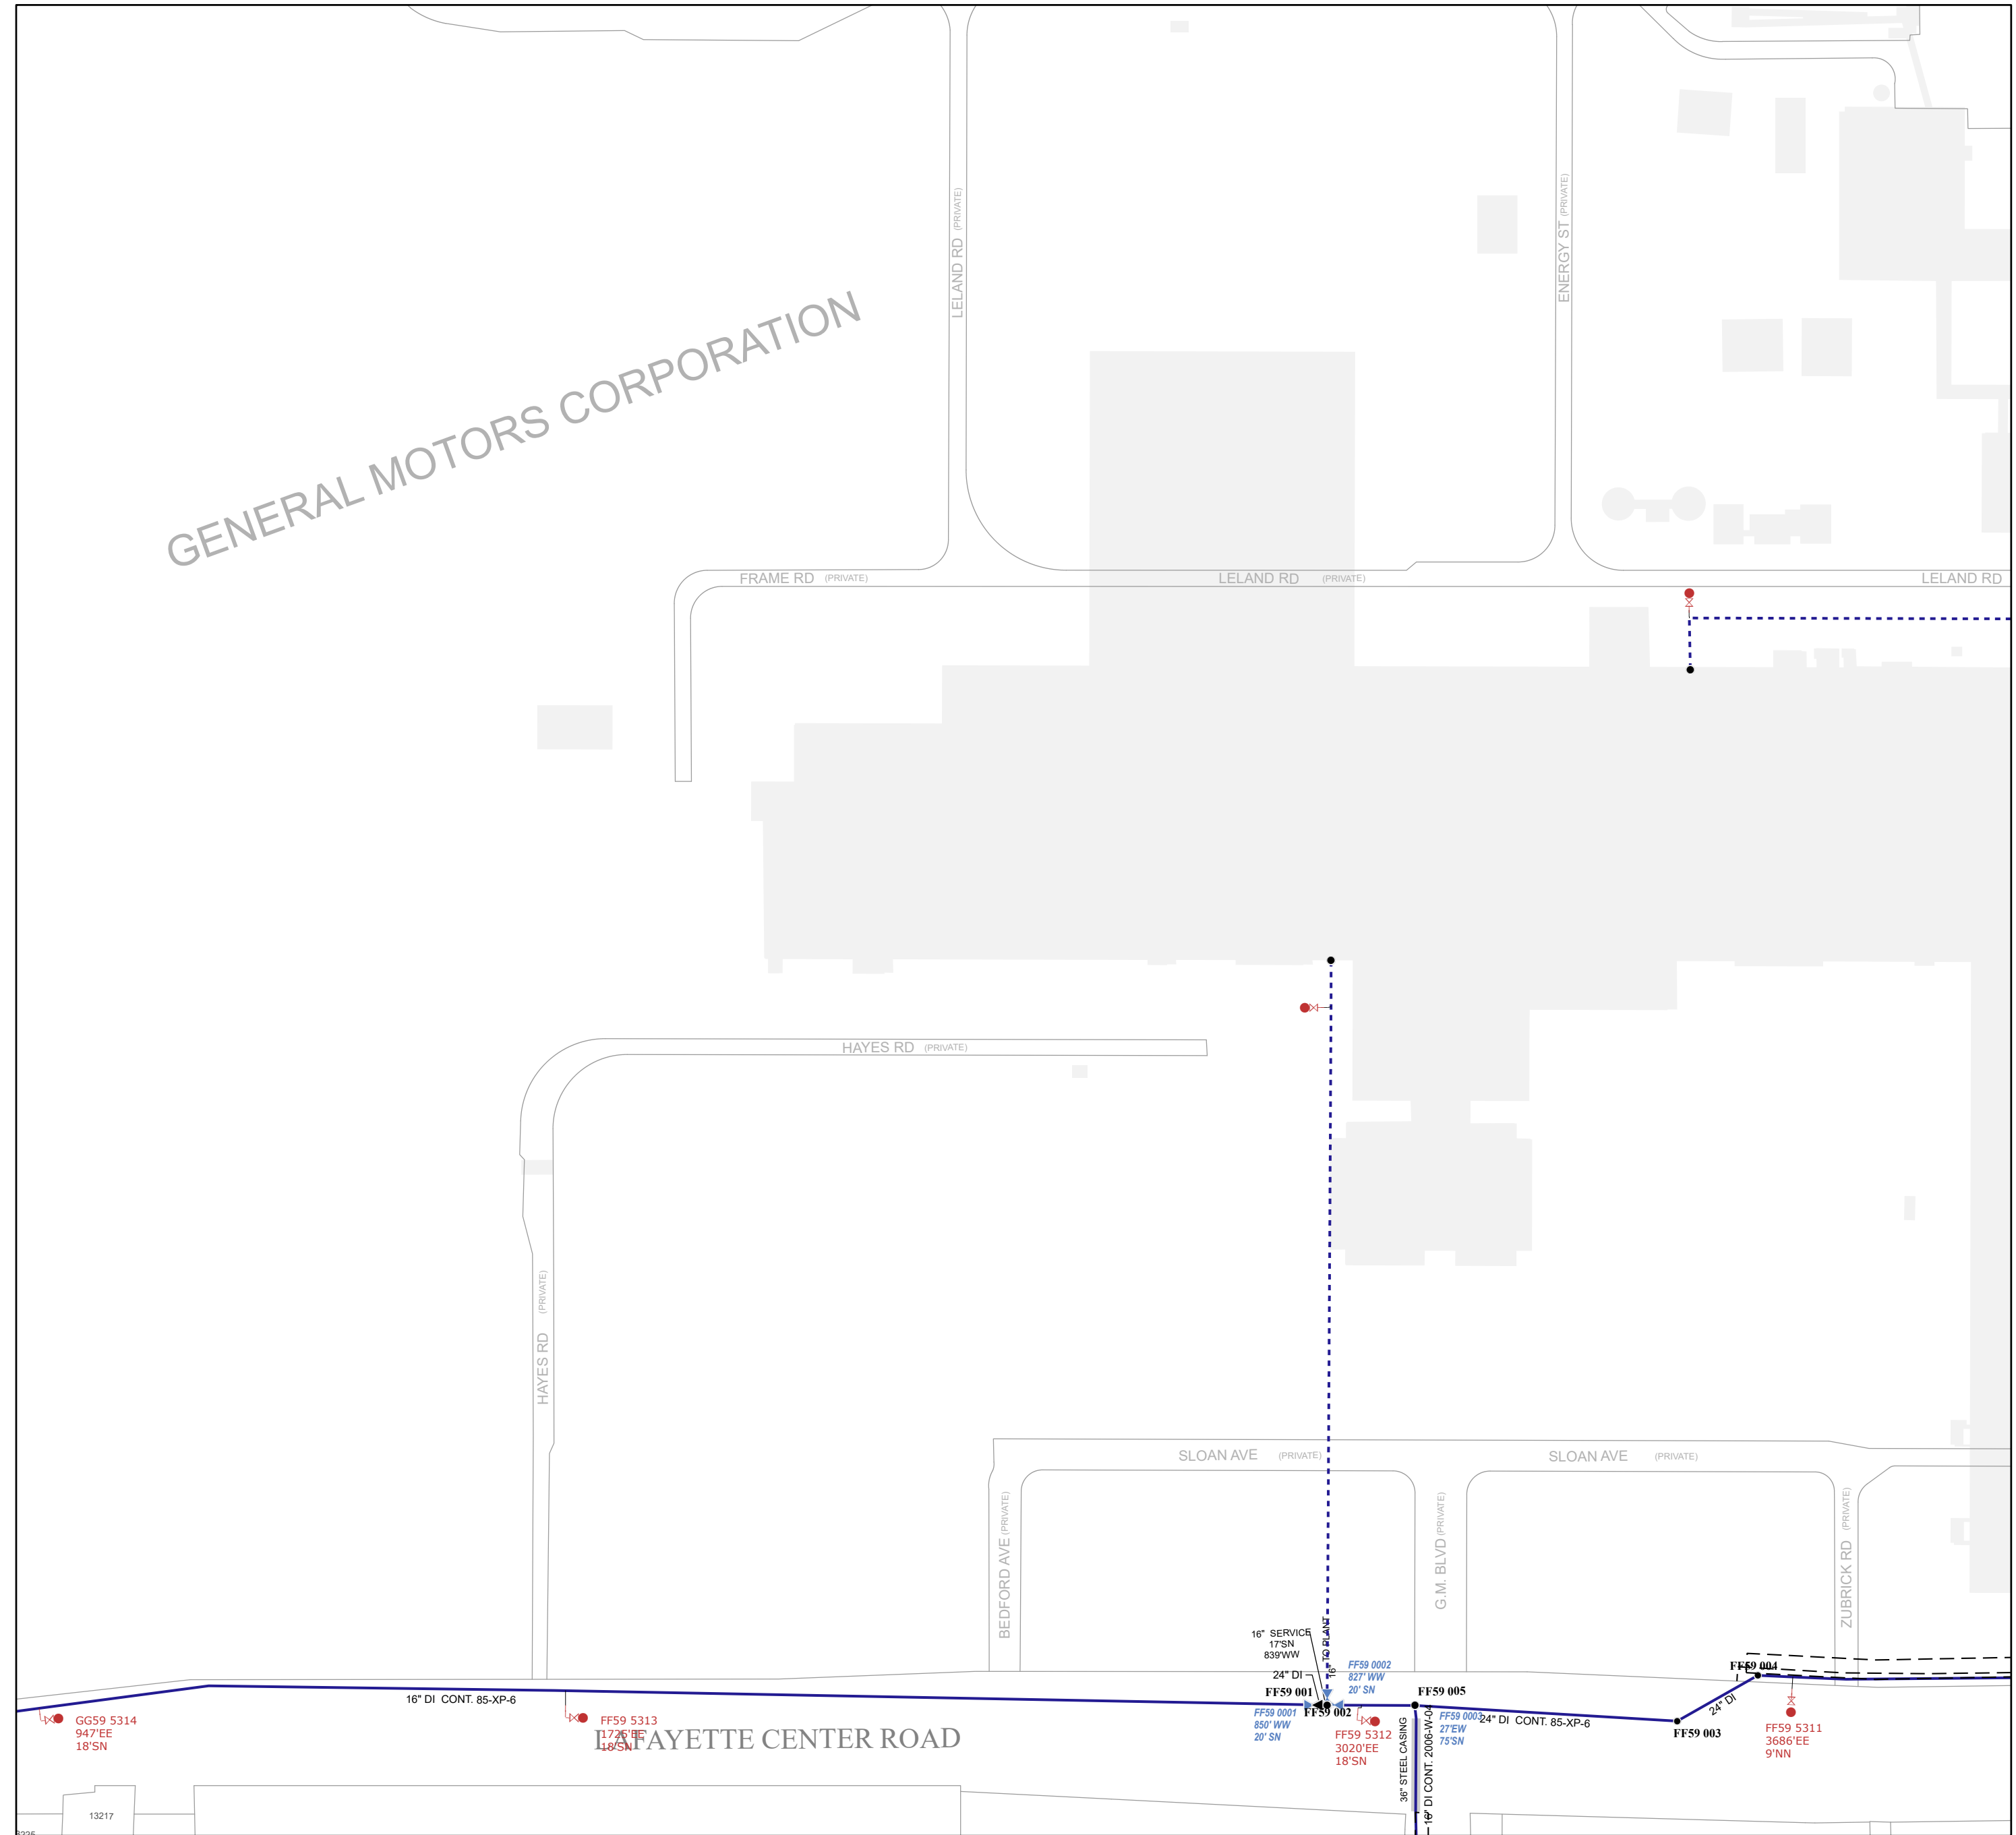 LELAND RD (PRIVATE)
ENERGY ST (PRIVATE)
GENERAL MOTORS CORPORATION
FRAME RD (PRIVATE)
LELAND RD (PRIVATE)
LELAND RD
HAYES RD (PRIVATE)
HAYES RD (PRIVATE)
SLOAN AVE (PRIVATE)
SLOAN AVE (PRIVATE)
BEDFORD AVE (PRIVATE)
G.M. BLVD (PRIVATE)
ZUBRICK RD (PRIVATE)
16" SERVICE
17'SN
839'WW
16" TO PLANT
24" DI
FF59 0002
827' WW
20' SN
FF59 001
FF59 002
FF59 005
FF59 004
24" DI
FF59 003
16" DI CONT. 85-XP-6
24" DI CONT. 85-XP-6
FF59 0001
850' WW
20' SN
FF59 0003
27'EW
75'SN
GG59 5314
947'EE
18'SN
FF59 5313
1725'EE
18'SN
LAFAYETTE CENTER ROAD
FF59 5312
3020'EE
18'SN
FF59 5311
3686'EE
9'NN
36" STEEL CASING
16" DI CONT. 2006-W-04
13217